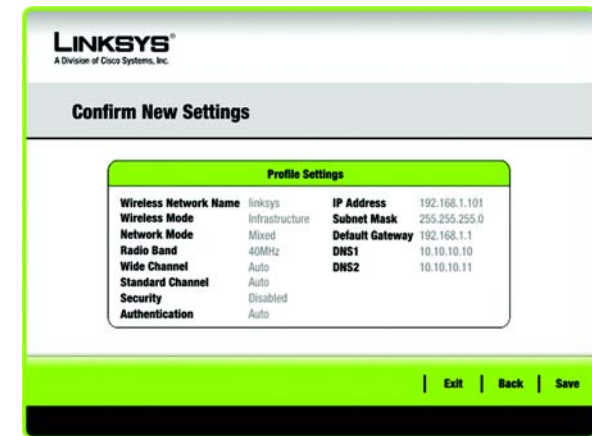 LINKSYS®
A Division of Cisco Systems, Inc.
Confirm New Settings
Profile Settings
Wireless Network Name linksys
Wireless Mode Infrastructure
Network Mode Mixed
Radio Band 40MHz
Wide Channel Auto
Standard Channel Auto
Security Disabled
Authentication Auto
IP Address 192.168.1.101
Subnet Mask 255.255.255.0
Default Gateway 192.168.1.1
DNS1 10.10.10.10
DNS2 10.10.10.11
Exit Back Save